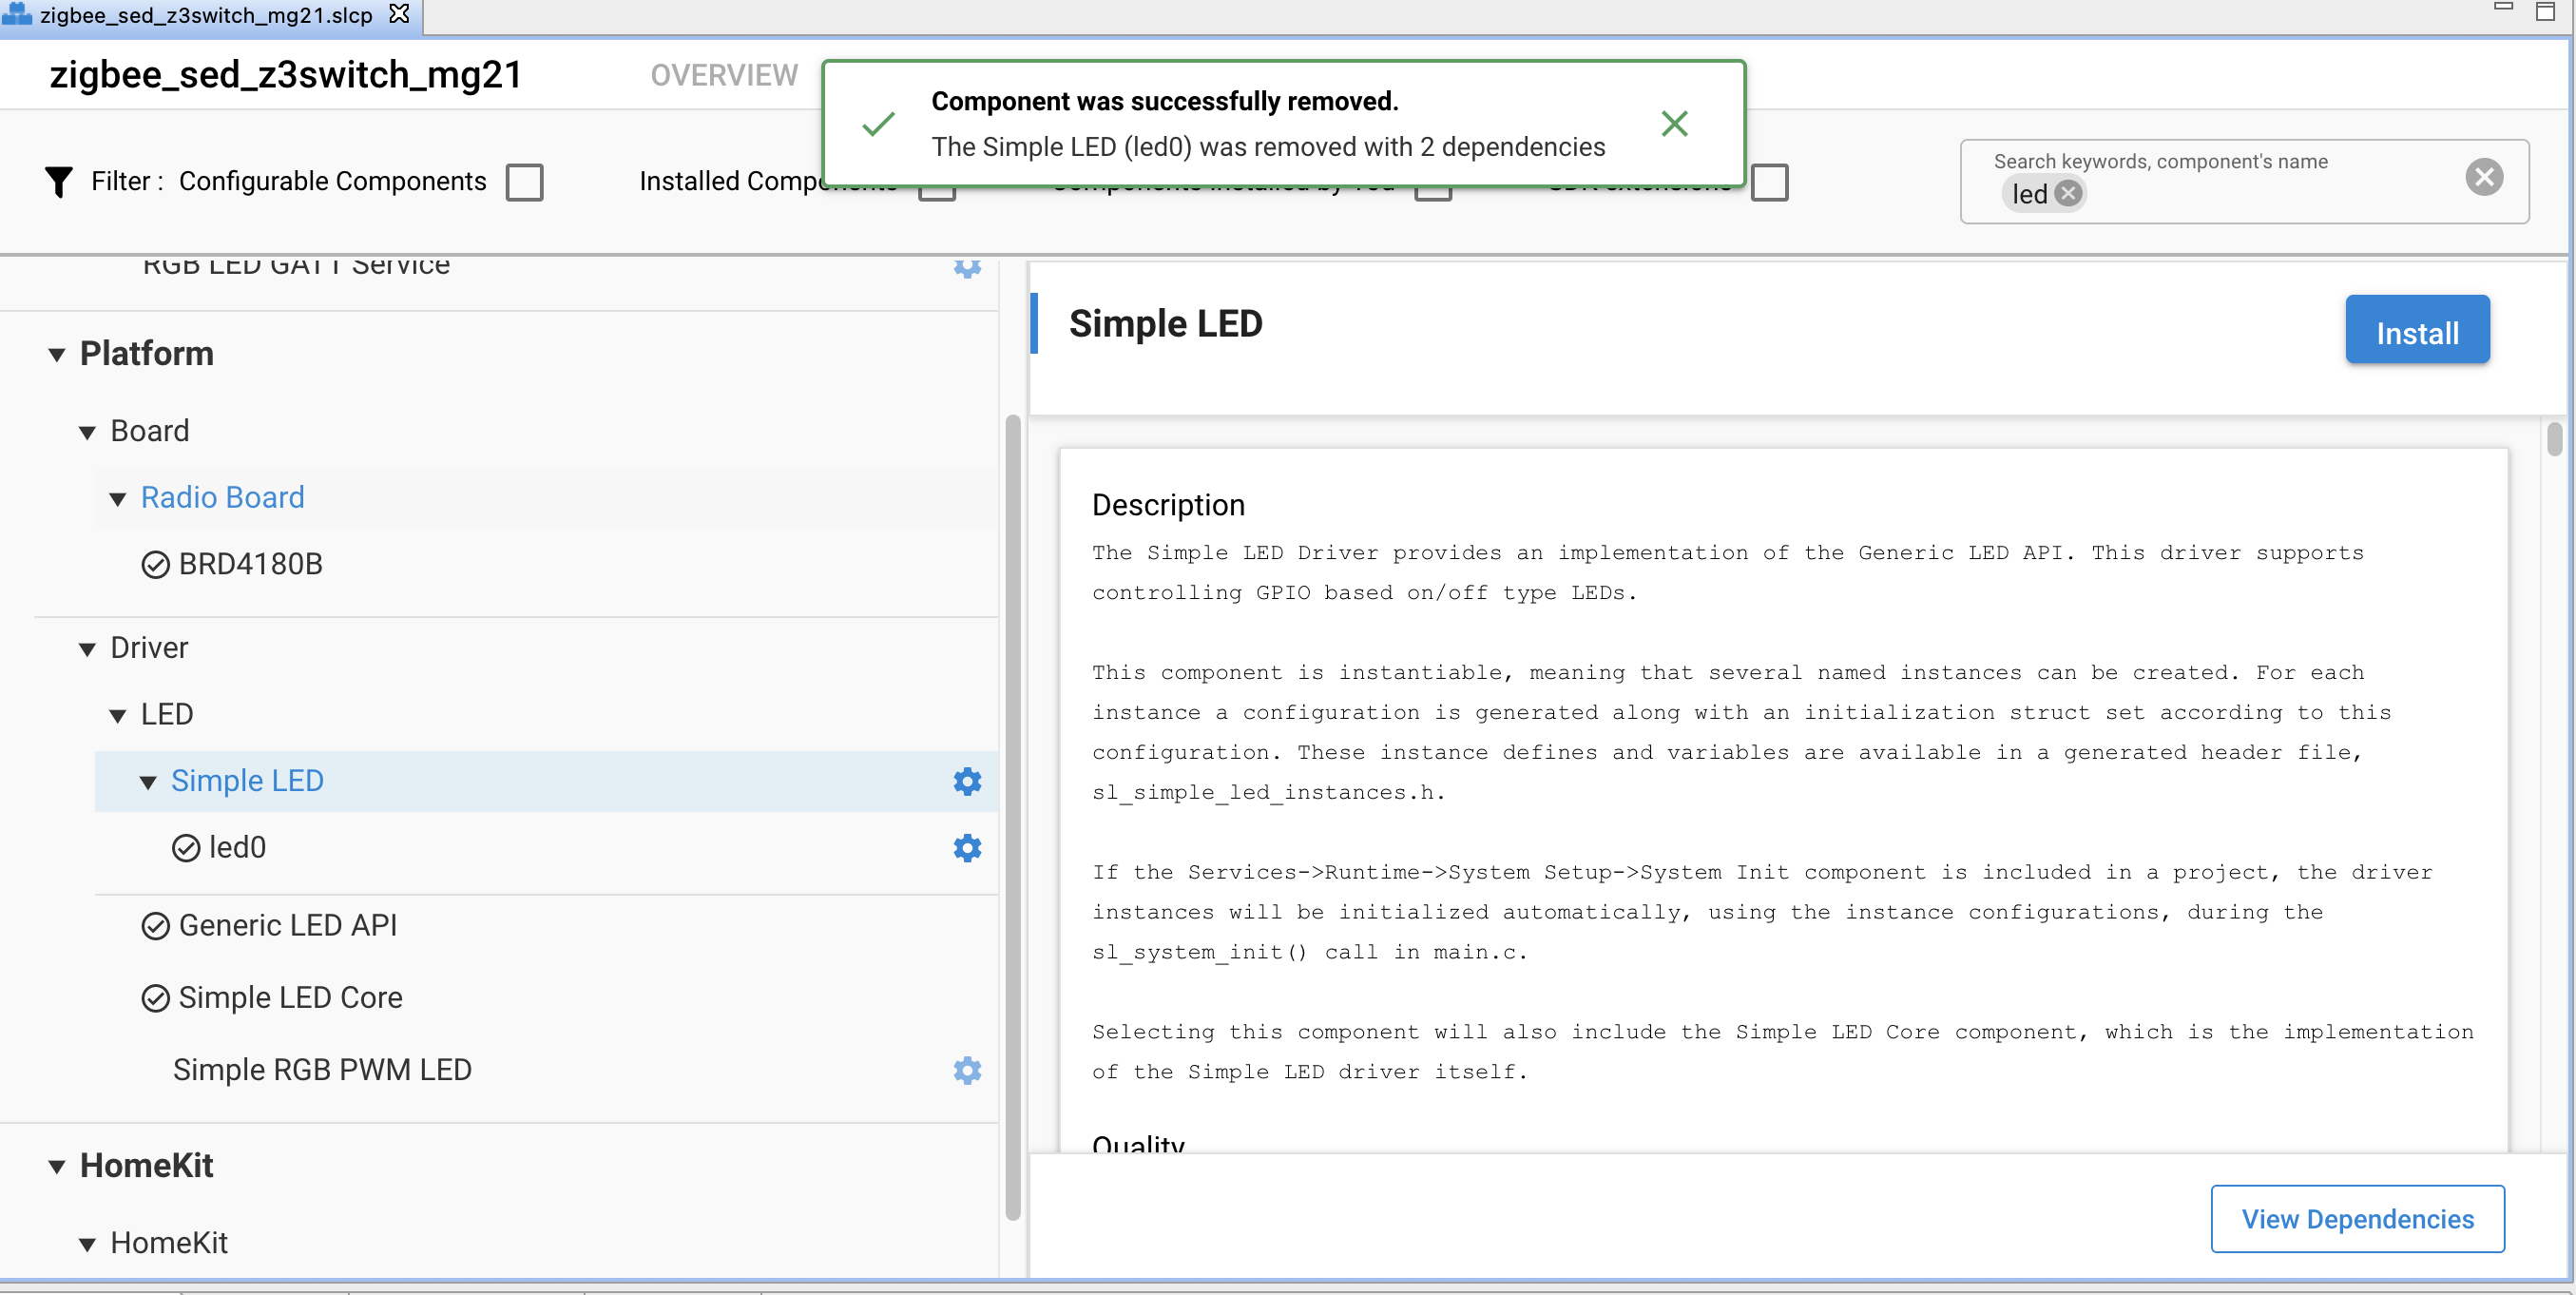 zigbee_sed_z3switch_mg21.slcp
zigbee_sed_z3switch_mg21
OVERVIEW
Component was successfully removed.
The Simple LED (led0) was removed with 2 dependencies
Filter :
Configurable Components
Installed Components
Components Installed by You
SDK extensions
Search keywords, component's name
led
RGB LED GATT Service
Platform
Board
Radio Board
BRD4180B
Driver
LED
Simple LED
led0
Generic LED API
Simple LED Core
Simple RGB PWM LED
HomeKit
HomeKit
Simple LED
Install
Description
The Simple LED Driver provides an implementation of the Generic LED API. This driver supports
controlling GPIO based on/off type LEDs.
This component is instantiable, meaning that several named instances can be created. For each
instance a configuration is generated along with an initialization struct set according to this
configuration. These instance defines and variables are available in a generated header file,
sl_simple_led_instances.h.
If the Services->Runtime->System Setup->System Init component is included in a project, the driver
instances will be initialized automatically, using the instance configurations, during the
sl_system_init() call in main.c.
Selecting this component will also include the Simple LED Core component, which is the implementation
of the Simple LED driver itself.
Quality
View Dependencies